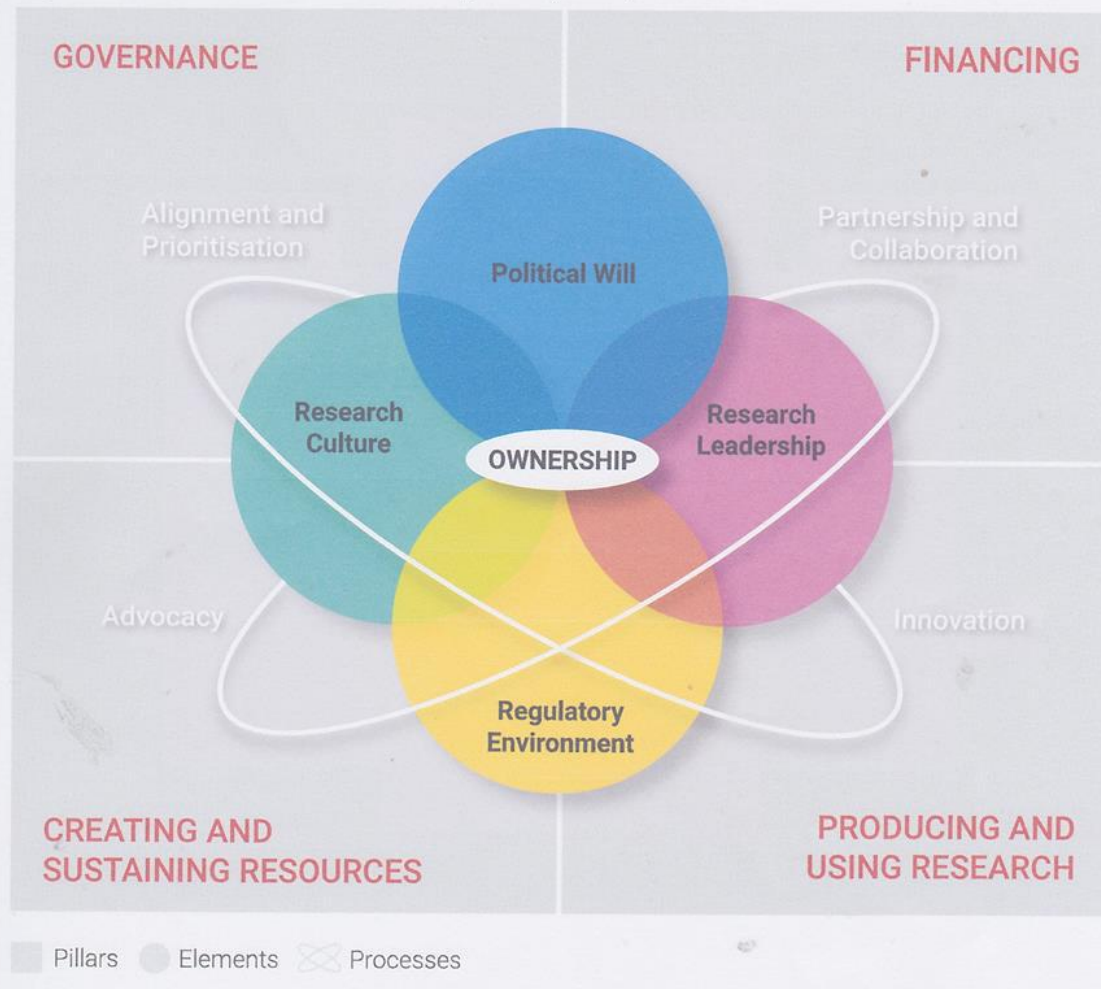 GOVERNANCE
FINANCING
Alignment and
Prioritisation
Partnership and
Collaboration
Political Will
Research
Culture
Research
Leadership
OWNERSHIP
Advocacy
Innovation
Regulatory
Environment
CREATING AND
SUSTAINING RESOURCES
PRODUCING AND
USING RESEARCH
Pillars
Elements
Processes